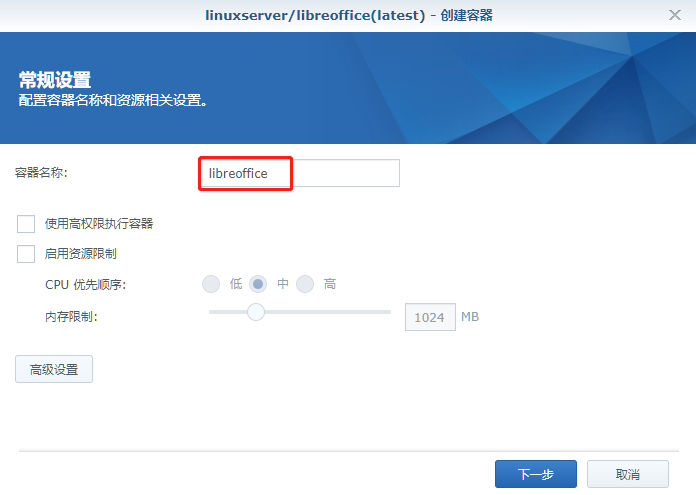 linuxserver/libreoffice(latest) - 创建容器
常规设置
配置容器名称和资源相关设置。
容器名称: libreoffice
使用高权限执行容器
启用资源限制
CPU 优先顺序: 低 中 高
内存限制: 1024 MB
高级设置
下一步 取消